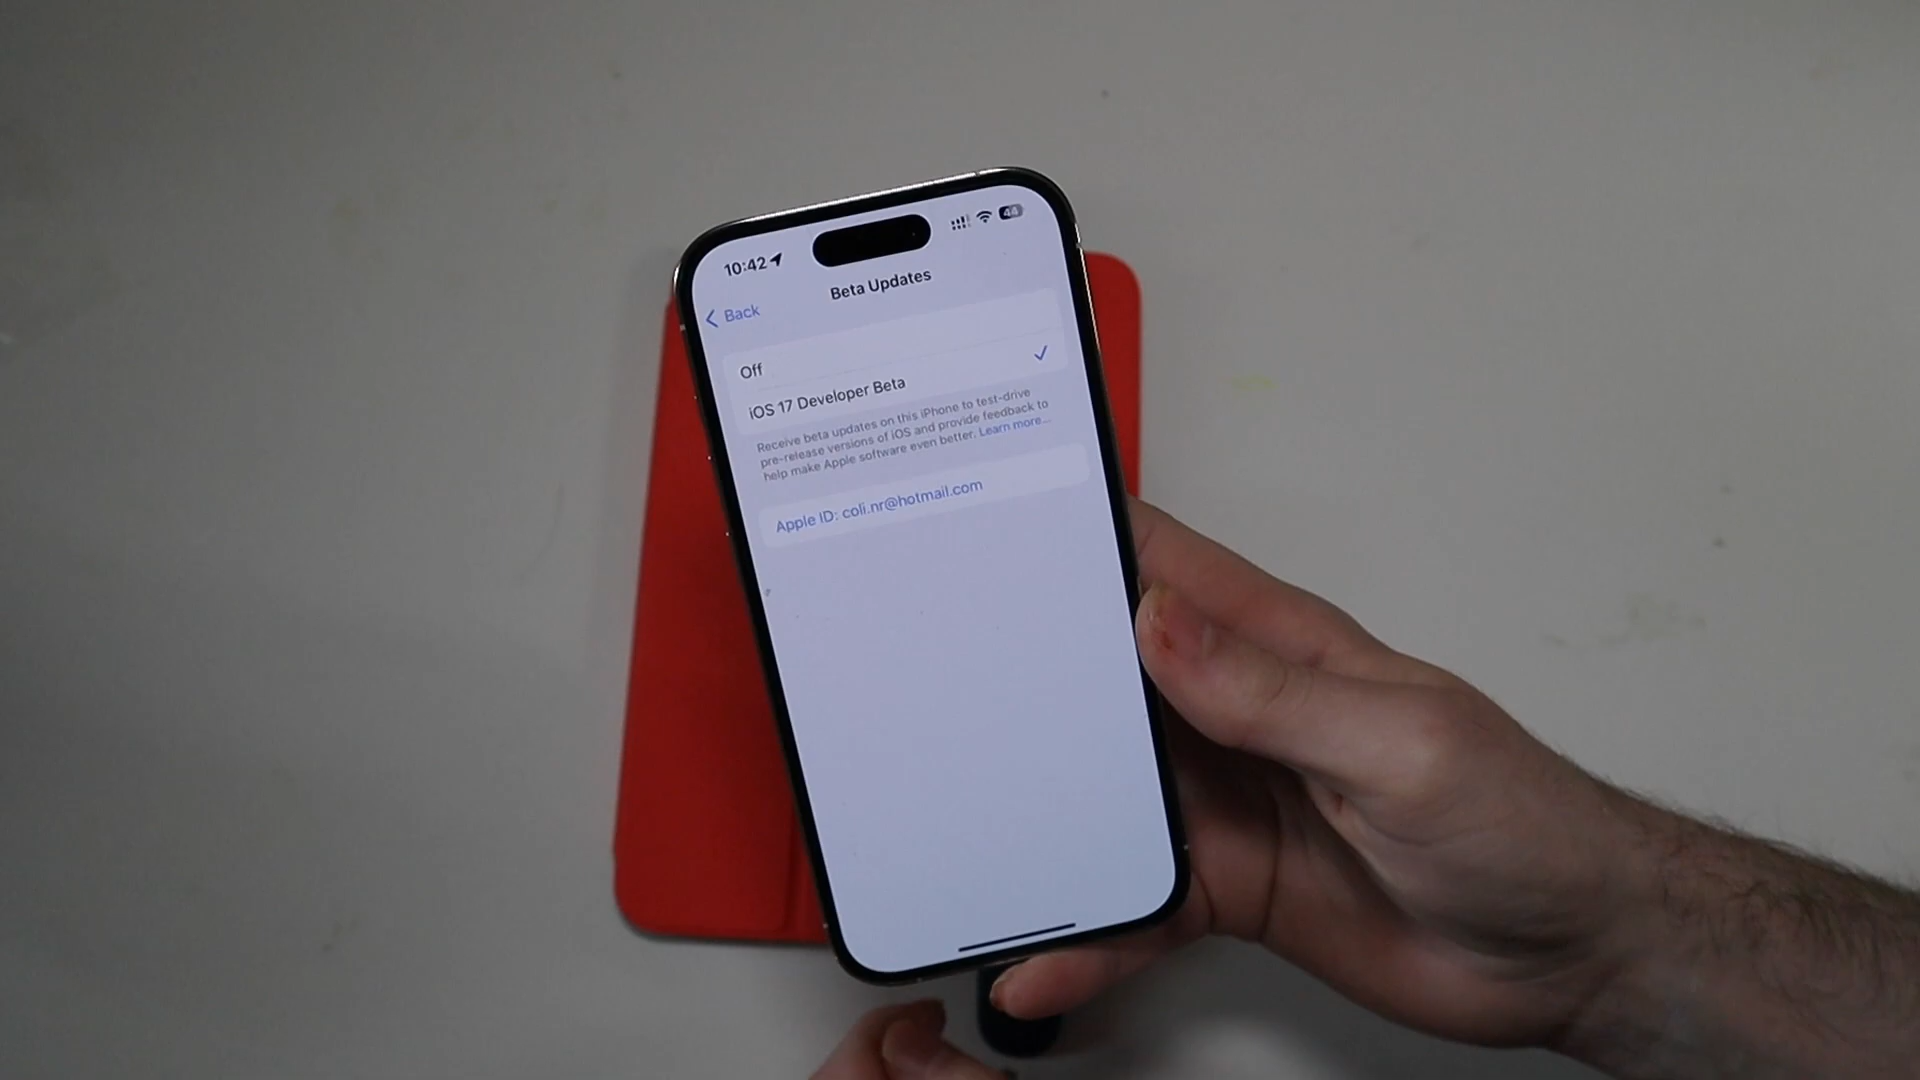 10:42
44
Beta Updates
Back
Off
iOS 17 Developer Beta
Receive beta updates on this iPhone to test-drive
pre-release versions of iOS and provide feedback to
help make Apple software even better. Learn more...
Apple ID: coli.nr@hotmail.com